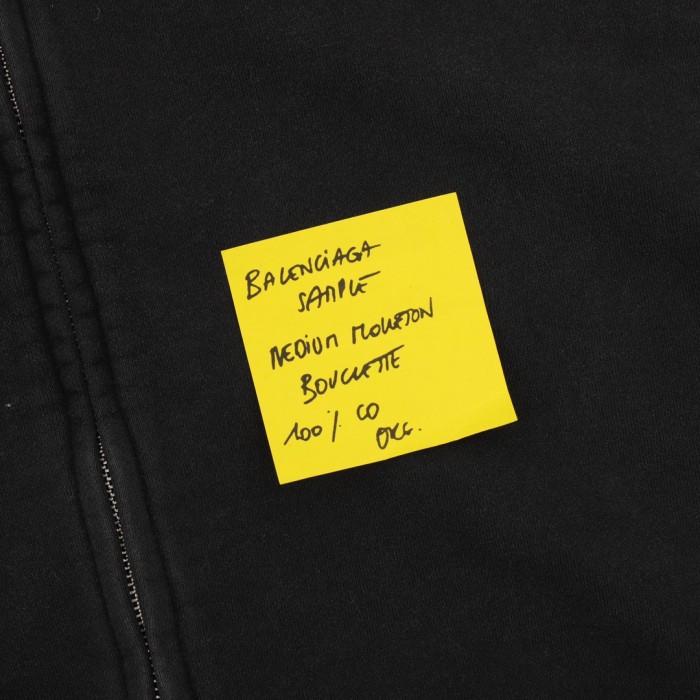 BALENCIAGA
SAMPLE
MEDIUM MOLLETON
BOUCLETTE
100% CO
ORG.